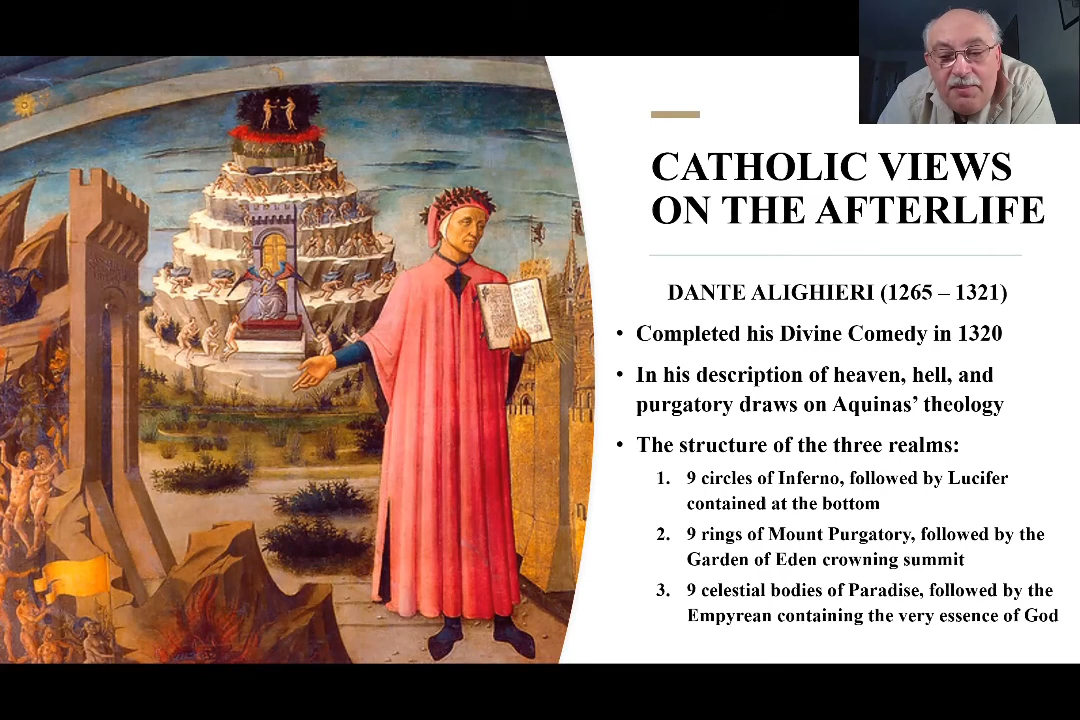 CATHOLIC VIEWS
ON THE AFTERLIFE
DANTE ALIGHIERI (1265 – 1321)
• Completed his Divine Comedy in 1320
• In his description of heaven, hell, and
purgatory draws on Aquinas’ theology
• The structure of the three realms:
1. 9 circles of Inferno, followed by Lucifer
contained at the bottom
2. 9 rings of Mount Purgatory, followed by the
Garden of Eden crowning summit
3. 9 celestial bodies of Paradise, followed by the
Empyrean containing the very essence of God